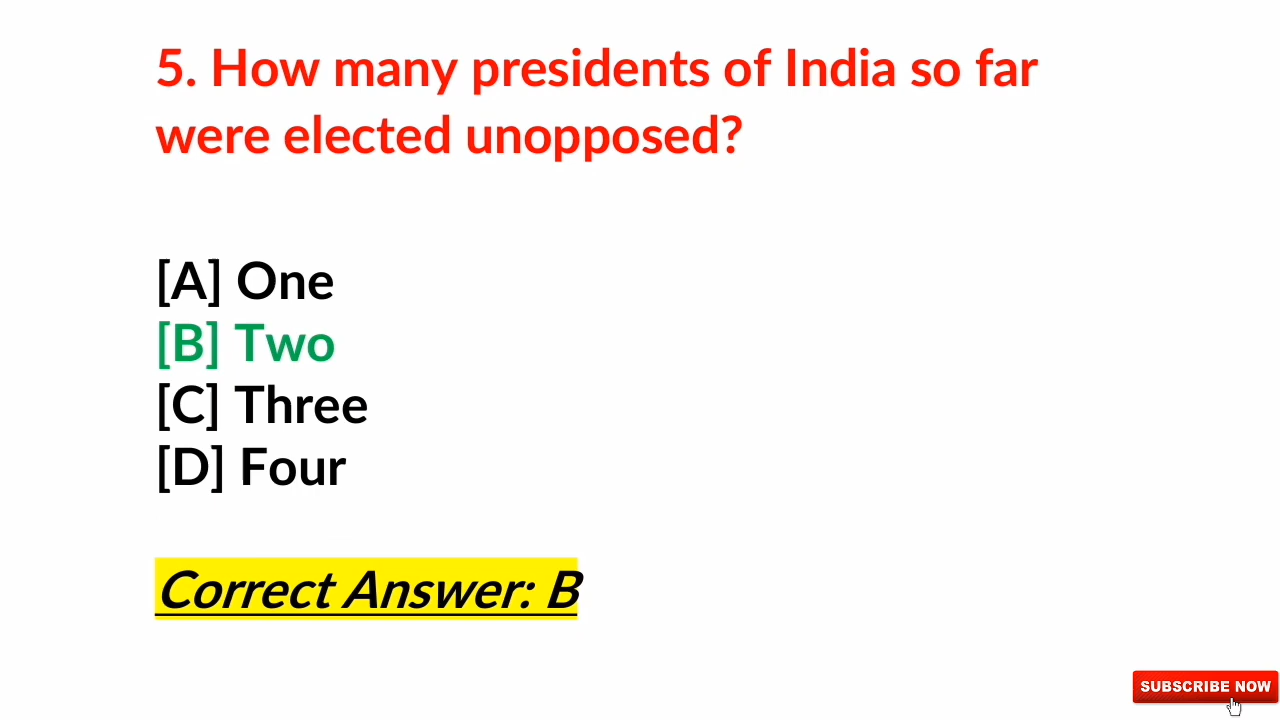 5. How many presidents of India so far
were elected unopposed?
[A] One
[B] Two
[C] Three
[D] Four
Correct Answer: B
SUBSCRIBE NOW